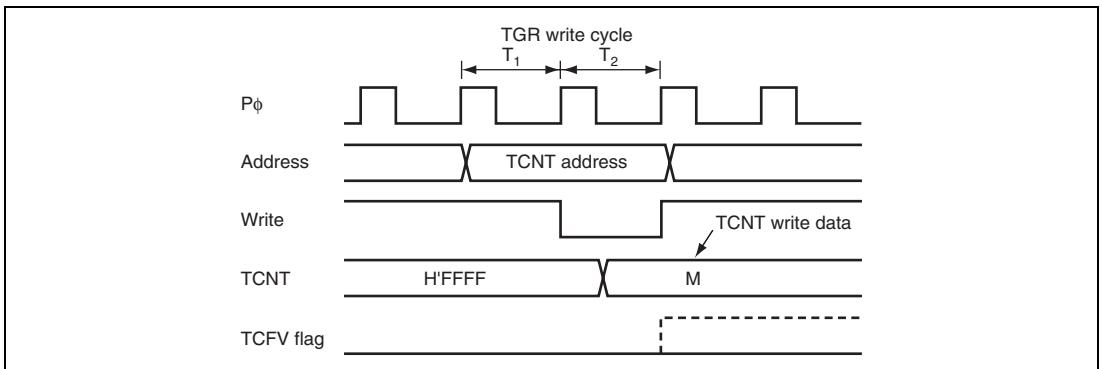 TGR write cycle
T1 T2
Pφ
Address TCNT address
Write
TCNT write data
TCNT H'FFFF M
TCFV flag